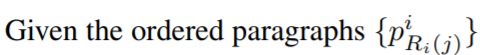 Given the ordered paragraphs $\{p^i_{R_i(j)}\}$